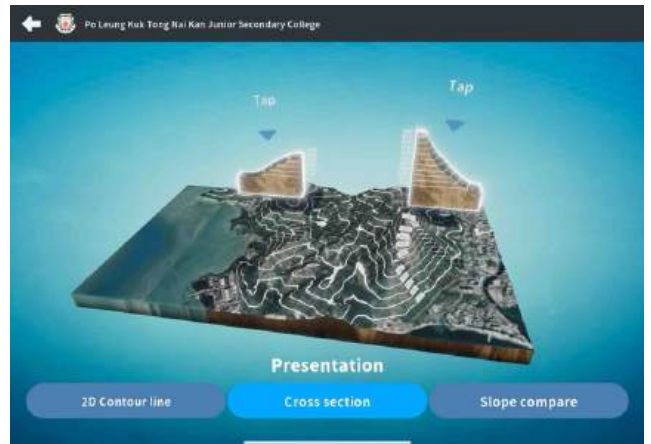 Po Leung Kuk Tong Nai Kan Junior Secondary College
Tap
Tap
Presentation
2D Contour line
Cross section
Slope compare